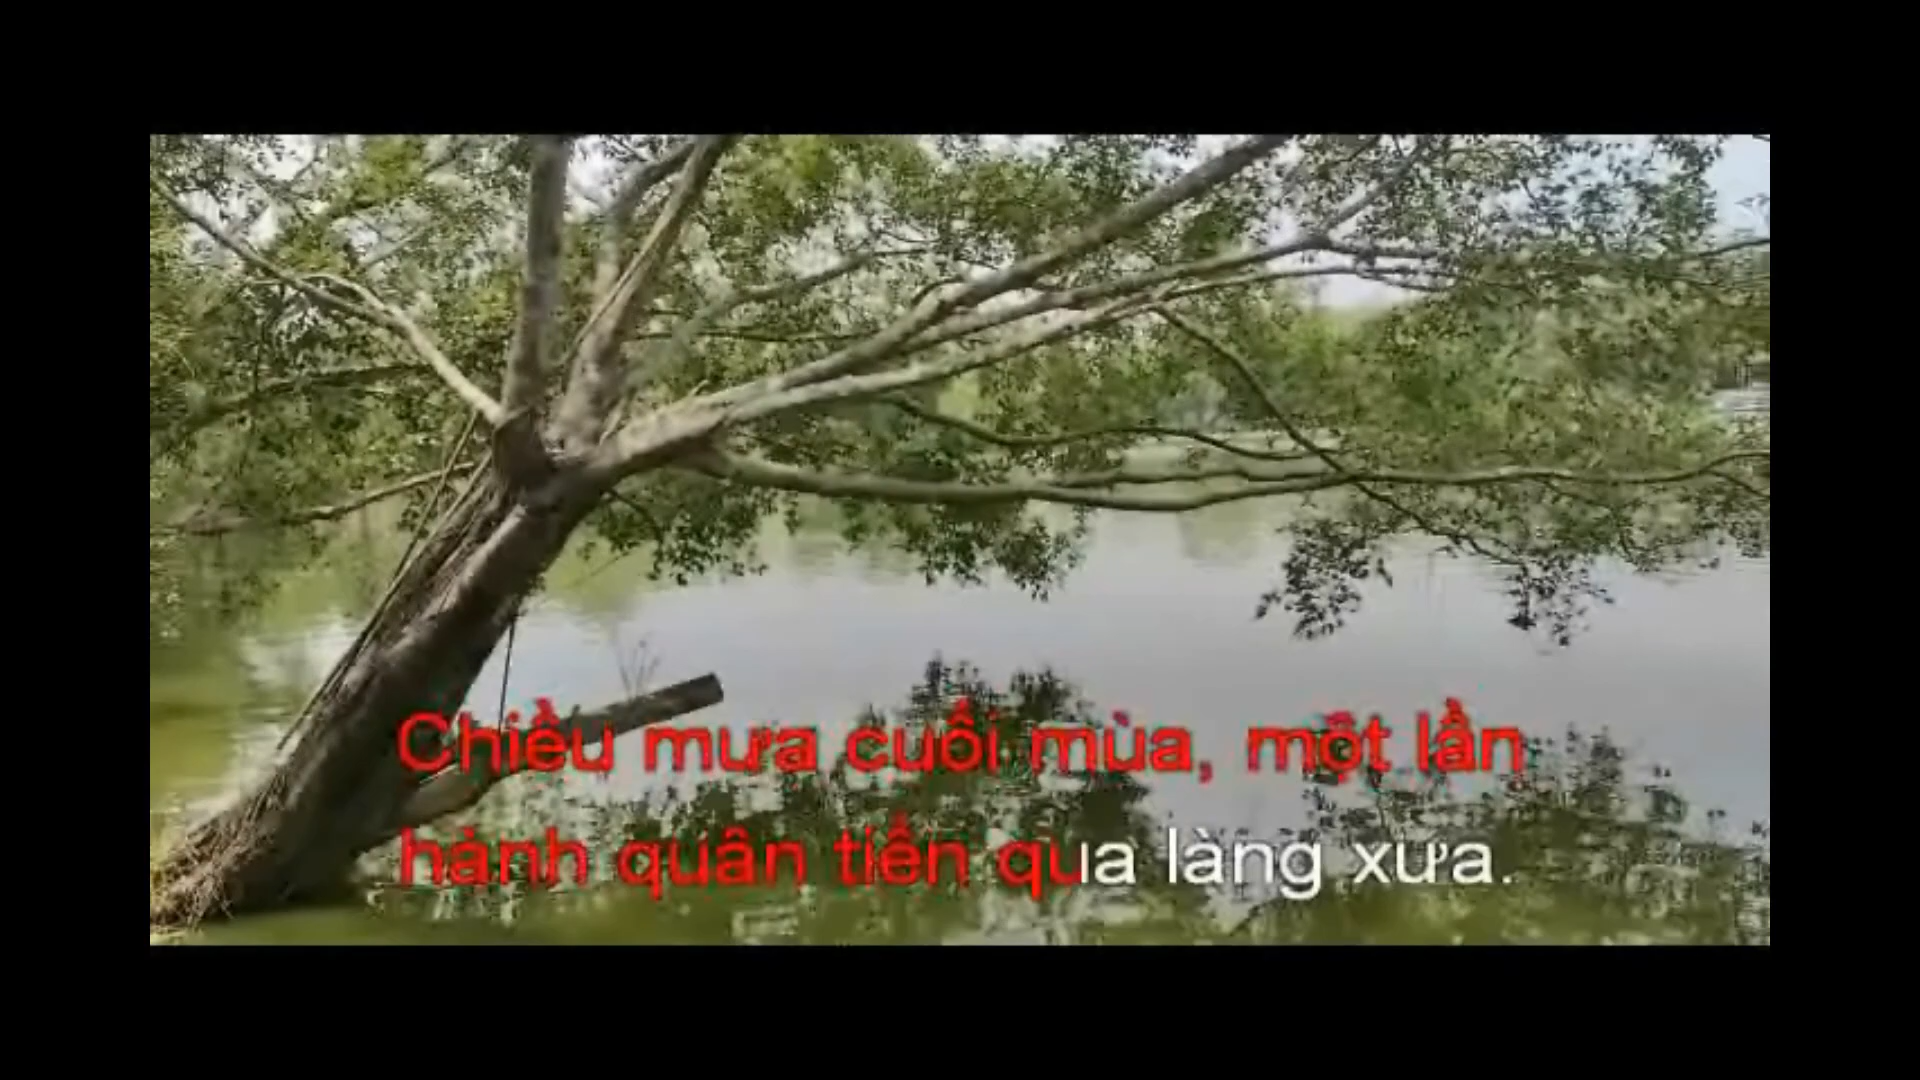 Chiều mưa cuối mùa, một lần
hành quân tiến qua làng xưa.